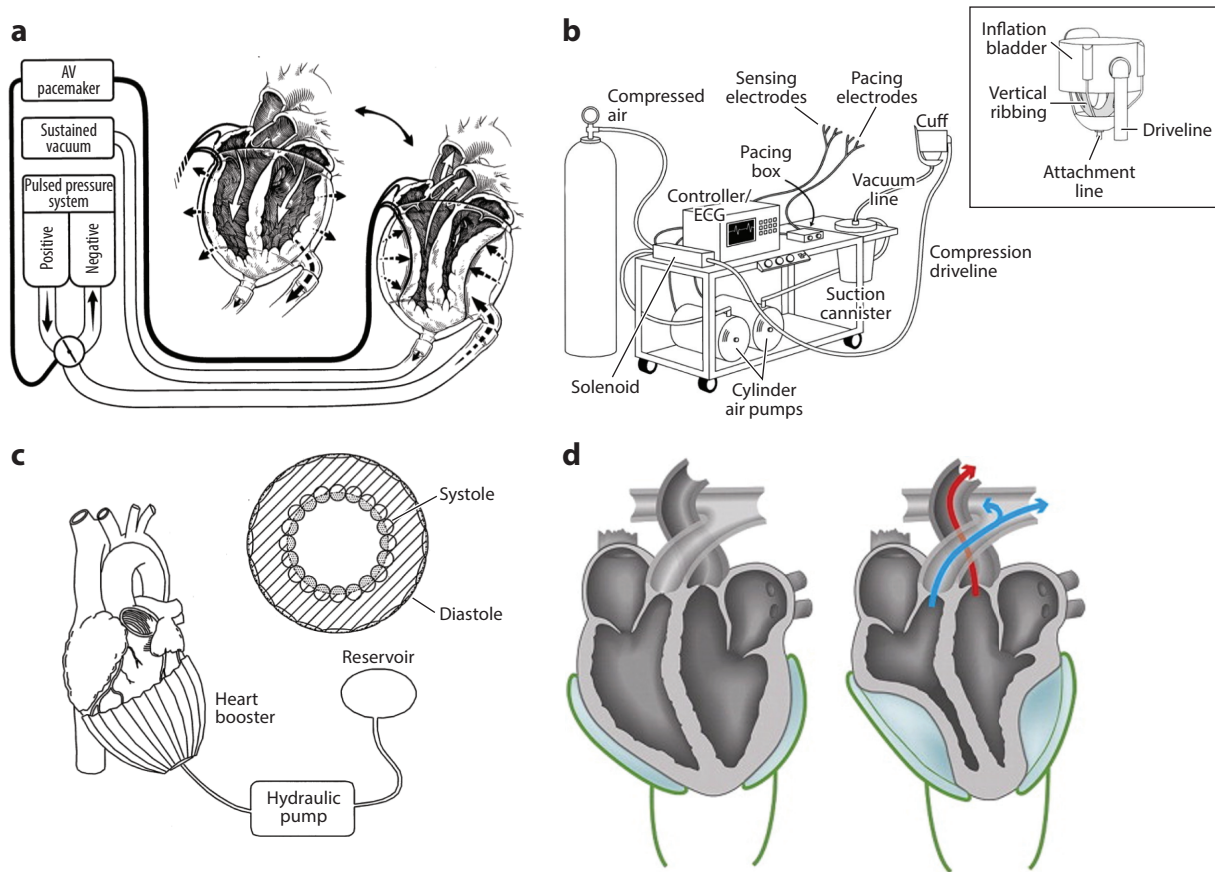 a
AV
pacemaker
Sustained
vacuum
Pulsed pressure
system
Positive
Negative
b
Compressed
air
Sensing
electrodes
Pacing
electrodes
Pacing
box
Controller/
ECG
Cuff
Vacuum
line
Compression
driveline
Suction
cannister
Solenoid
Cylinder
air pumps
Inflation
bladder
Vertical
ribbing
Driveline
Attachment
line
c
Systole
Diastole
Reservoir
Heart
booster
Hydraulic
pump
d